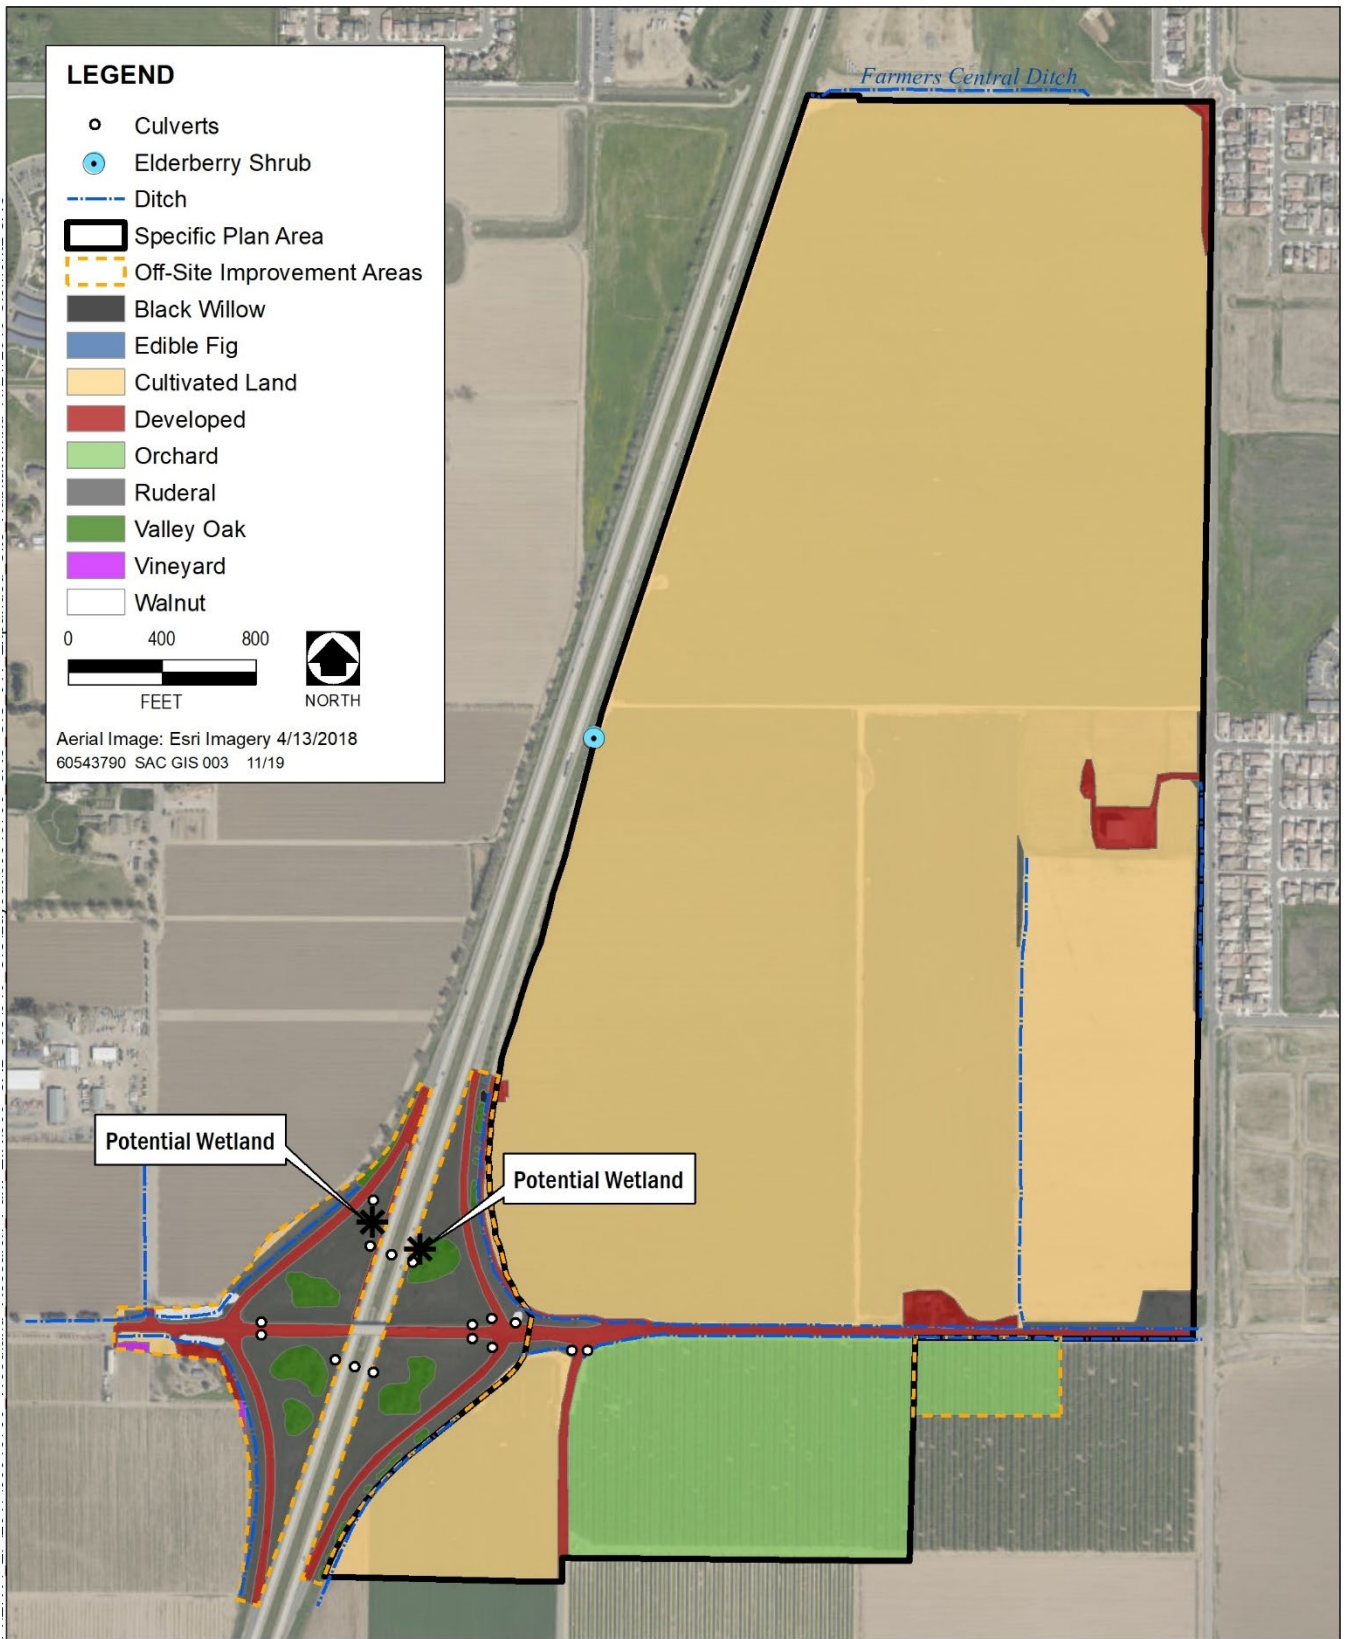 Farmers Central Ditch
LEGEND
Culverts
Elderberry Shrub
Ditch
Specific Plan Area
Off-Site Improvement Areas
Black Willow
Edible Fig
Cultivated Land
Developed
Orchard
Ruderal
Valley Oak
Vineyard
Walnut
0 400 800
FEET
NORTH
Aerial Image: Esri Imagery 4/13/2018
60543790 SAC GIS 003 11/19
Potential Wetland
Potential Wetland